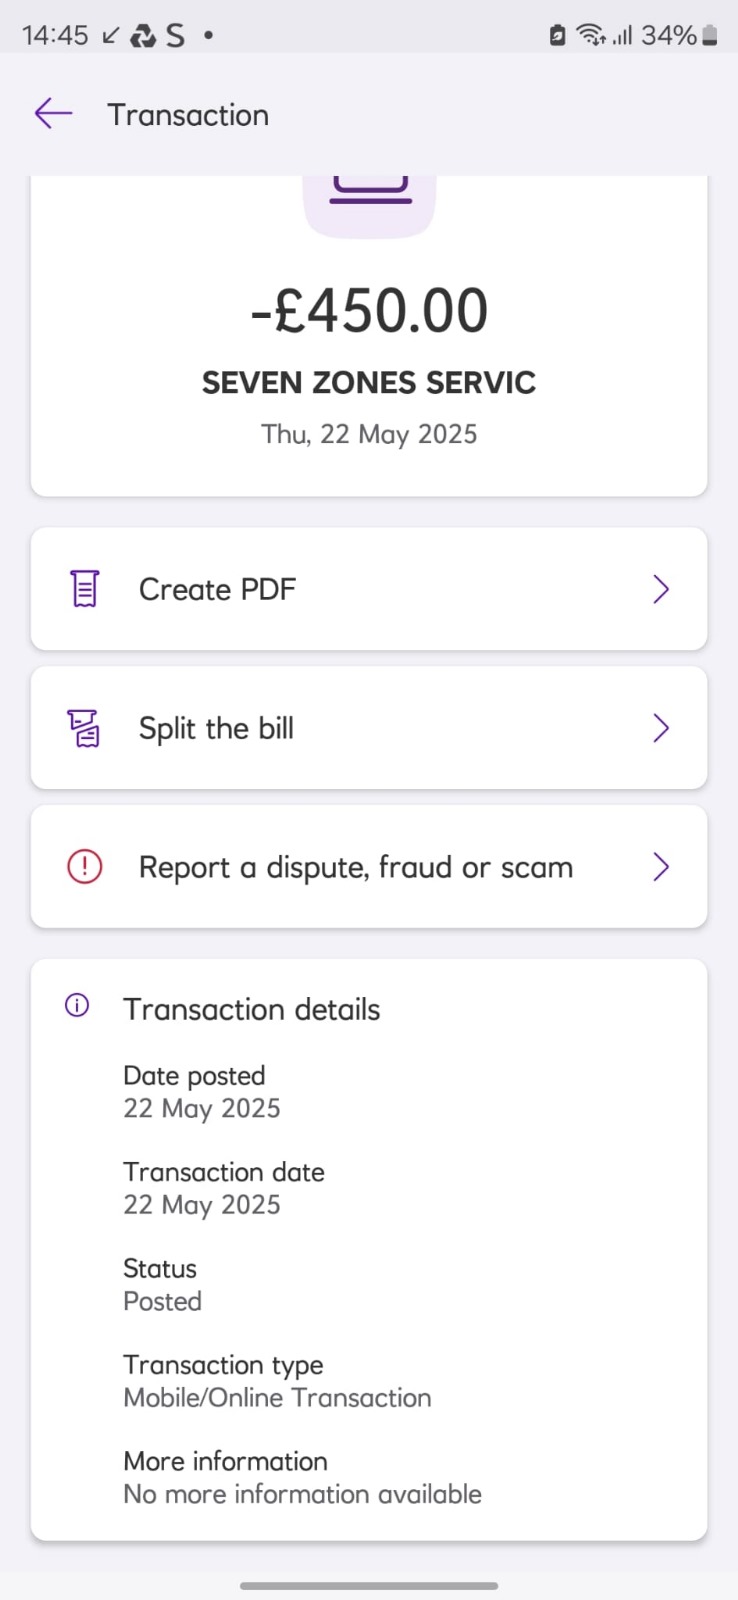 14:45
34%
Transaction
-£450.00
SEVEN ZONES SERVIC
Thu, 22 May 2025
Create PDF
Split the bill
Report a dispute, fraud or scam
Transaction details
Date posted
22 May 2025
Transaction date
22 May 2025
Status
Posted
Transaction type
Mobile/Online Transaction
More information
No more information available